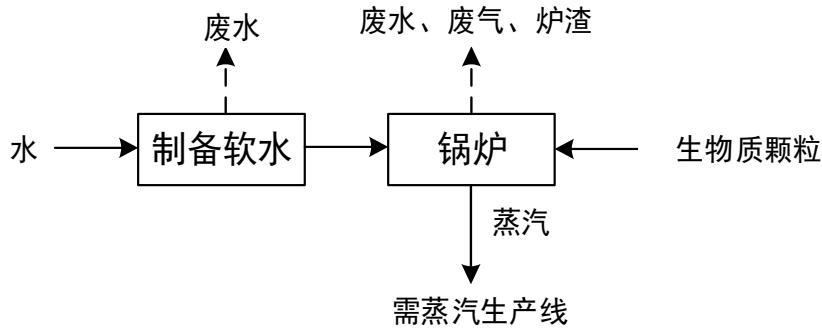 废水
废水、废气、炉渣
水
制备软水
锅炉
生物质颗粒
蒸汽
需蒸汽生产线